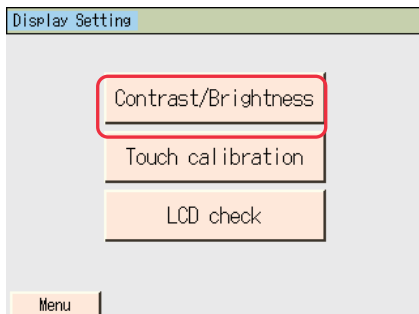 Display Setting
Contrast/Brightness
Touch calibration
LCD check
Menu